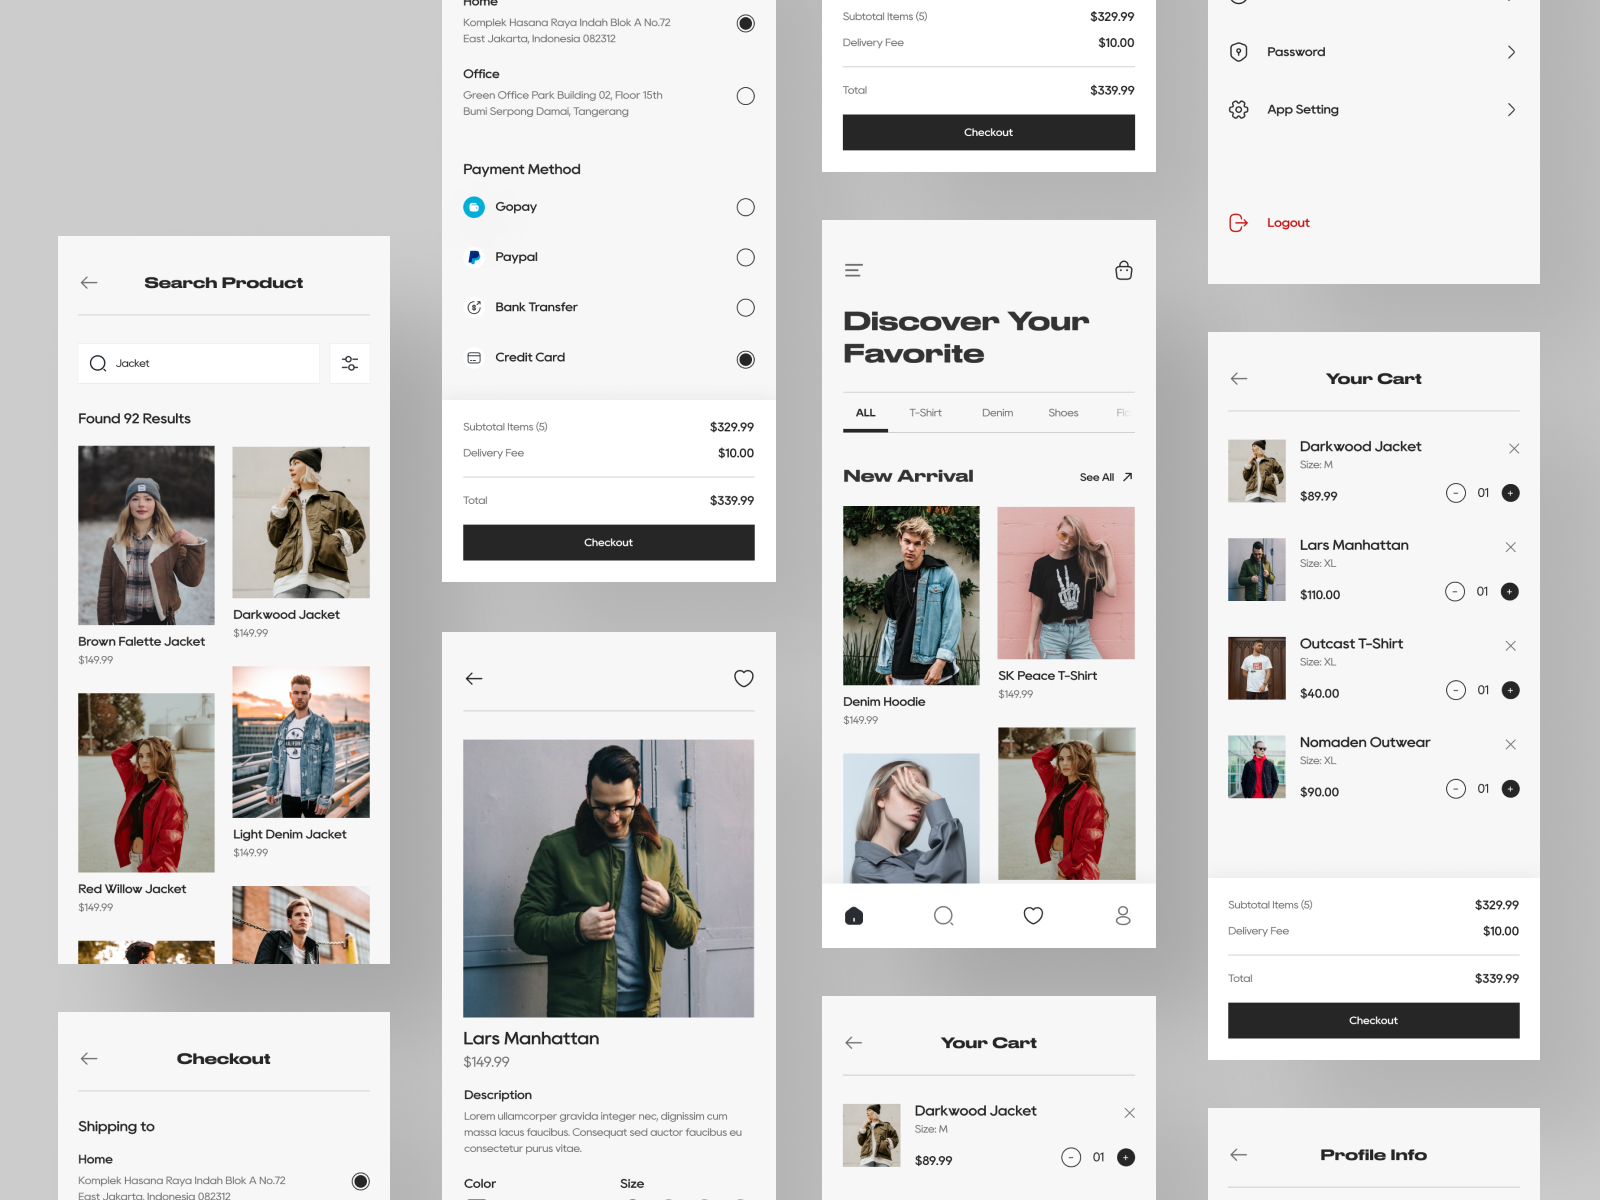 Search Product
Jacket
Found 92 Results
Brown Falette Jacket
$149.99
Darkwood Jacket
$149.99
Red Willow Jacket
$149.99
Light Denim Jacket
$149.99
Checkout
Shipping to
Home
Komplek Hasana Raya Indah Blok A No.72
East Jakarta, Indonesia 082312
Home
Komplek Hasana Raya Indah Blok A No.72
East Jakarta, Indonesia 082312
Office
Green Office Park Building 02, Floor 15th
Bumi Serpong Damai, Tangerang
Payment Method
Gopay
Paypal
Bank Transfer
Credit Card
Subtotal Items (5) $329.99
Delivery Fee $10.00
Total $339.99
Checkout
Lars Manhattan
$149.99
Description
Lorem ullamcorper gravida integer nec, dignissim cum
massa lacus faucibus. Consequat sed auctor faucibus eu
consectetur purus vitae.
Color Size
Subtotal Items (5) $329.99
Delivery Fee $10.00
Total $339.99
Checkout
Discover Your
Favorite
ALL T-Shirt Denim Shoes
New Arrival See All
Denim Hoodie
$149.99
SK Peace T-Shirt
$149.99
Your Cart
Darkwood Jacket
Size: M
$89.99 - 01 +
Password
App Setting
Logout
Your Cart
Darkwood Jacket
Size: M
$89.99 - 01 +
Lars Manhattan
Size: XL
$110.00 - 01 +
Outcast T-Shirt
Size: XL
$40.00 - 01 +
Nomaden Outwear
Size: XL
$90.00 - 01 +
Subtotal Items (5) $329.99
Delivery Fee $10.00
Total $339.99
Checkout
Profile Info